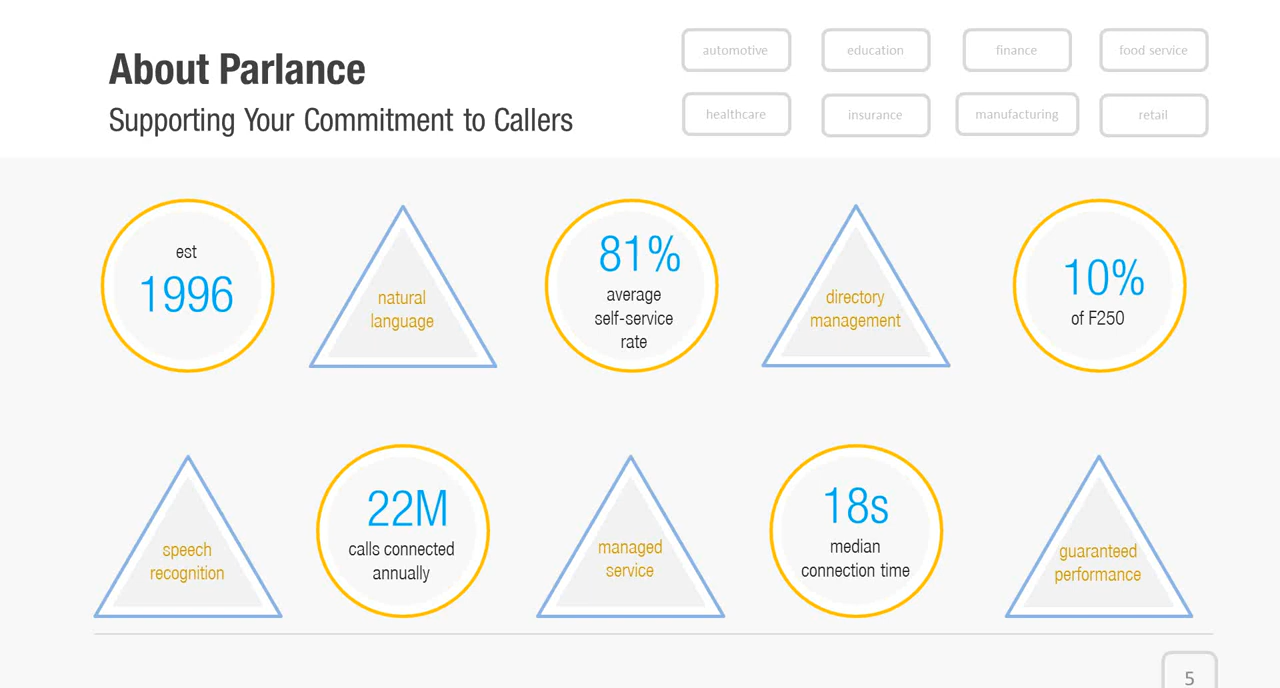 About Parlance
Supporting Your Commitment to Callers
automotive
education
finance
food service
healthcare
insurance
manufacturing
retail
est
1996
natural
language
81%
average
self-service
rate
directory
management
10%
of F250
speech
recognition
22M
calls connected
annually
managed
service
18s
median
connection time
guaranteed
performance
5